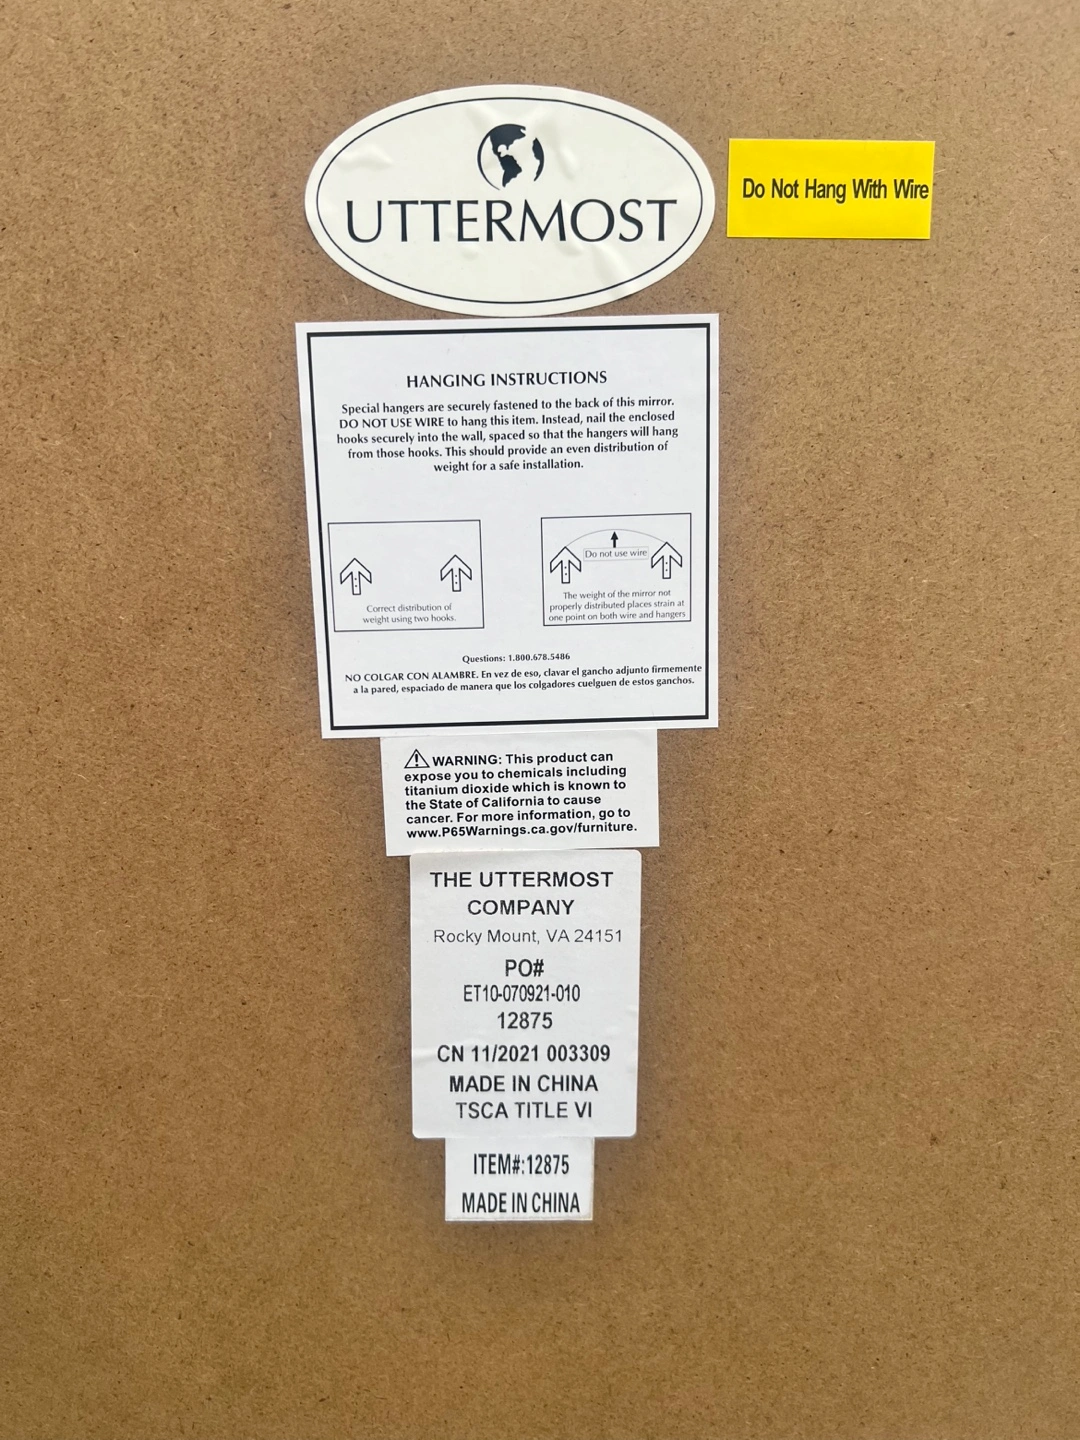 UTTERMOST
Do Not Hang With Wire
HANGING INSTRUCTIONS
Special hangers are securely fastened to the back of this mirror.
DO NOT USE WIRE to hang this item. Instead, nail the enclosed
hooks securely into the wall, spaced so that the hangers will hang
from those hooks. This should provide an even distribution of
weight for a safe installation.
Correct distribution of
weight using two hooks.
Do not use wire
The weight of the mirror not
properly distributed places strain at
one point on both wire and hangers
Questions: 1.800.678.5486
NO COLGAR CON ALAMBRE. En vez de eso, clavar el gancho adjunto firmemente
a la pared, espaciado de manera que los colgadores cuelguen de estos ganchos.
WARNING: This product can
expose you to chemicals including
titanium dioxide which is known to
the State of California to cause
cancer. For more information, go to
www.P65Warnings.ca.gov/furniture.
THE UTTERMOST
COMPANY
Rocky Mount, VA 24151
PO#
ET10-070921-010
12875
CN 11/2021 003309
MADE IN CHINA
TSCA TITLE VI
ITEM#:12875
MADE IN CHINA